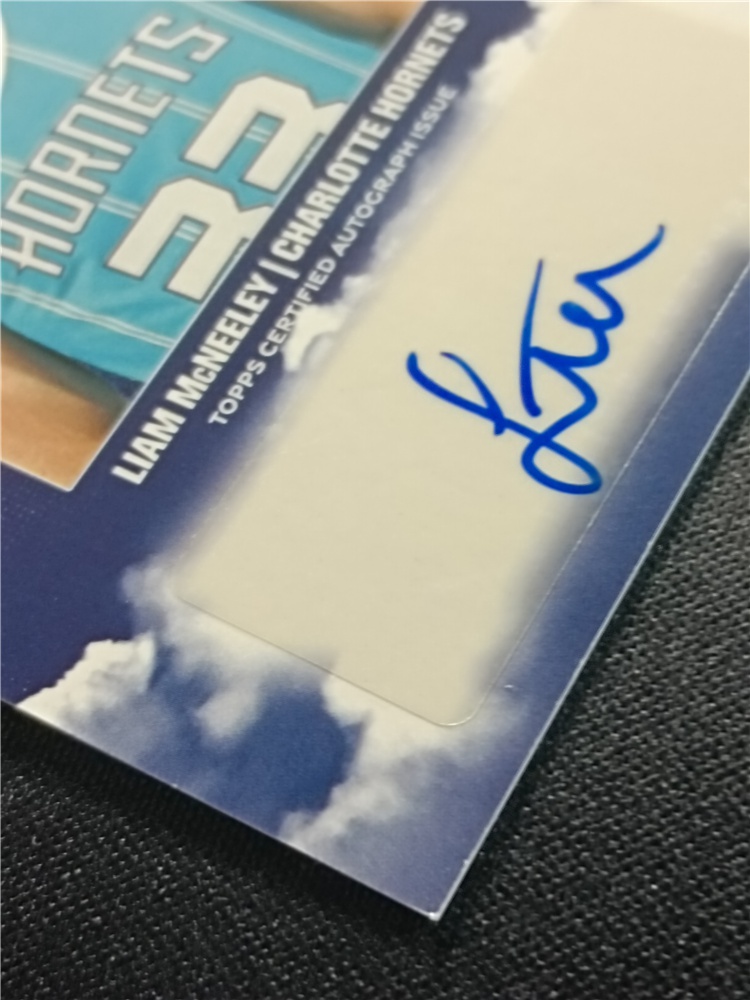 HORNETS
33
LIAM McNEELEY | CHARLOTTE HORNETS
TOPPS CERTIFIED AUTOGRAPH ISSUE